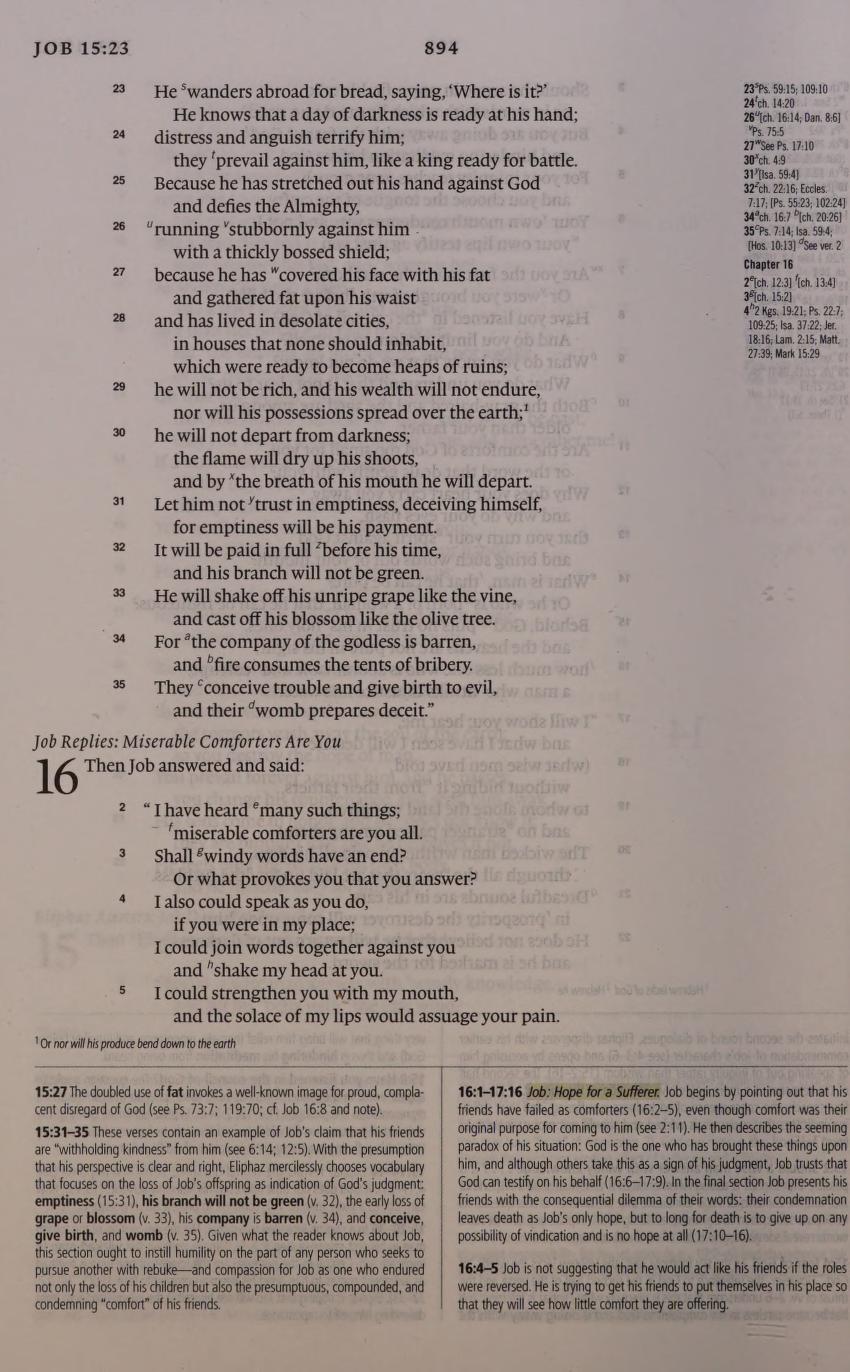 JOB 15:23
894
23 He ˢwanders abroad for bread, saying, ‘Where is it?’
He knows that a day of darkness is ready at his hand;
24 distress and anguish terrify him;
they ᵗprevail against him, like a king ready for battle.
25 Because he has stretched out his hand against God
and defies the Almighty,
26 ᵘrunning ᵛstubbornly against him
with a thickly bossed shield;
27 because he has ʷcovered his face with his fat
and gathered fat upon his waist
28 and has lived in desolate cities,
in houses that none should inhabit,
which were ready to become heaps of ruins;
29 he will not be rich, and his wealth will not endure,
nor will his possessions spread over the earth;¹
30 he will not depart from darkness;
the flame will dry up his shoots,
and by ˣthe breath of his mouth he will depart.
31 Let him not ʸtrust in emptiness, deceiving himself,
for emptiness will be his payment.
32 It will be paid in full ᶻbefore his time,
and his branch will not be green.
33 He will shake off his unripe grape like the vine,
and cast off his blossom like the olive tree.
34 For ᵃthe company of the godless is barren,
and ᵇfire consumes the tents of bribery.
35 They ᶜconceive trouble and give birth to evil,
and their ᵈwomb prepares deceit.”
Job Replies: Miserable Comforters Are You
16 Then Job answered and said:
2 “I have heard ᵉmany such things;
ᶠmiserable comforters are you all.
3 Shall ᵍwindy words have an end?
Or what provokes you that you answer?
4 I also could speak as you do,
if you were in my place;
I could join words together against you
and ʰshake my head at you.
5 I could strengthen you with my mouth,
and the solace of my lips would assuage your pain.
¹ Or nor will his produce bend down to the earth
23 ˢPs. 59:15; 109:10
24 ᵗch. 14:20
26 ᵘ[ch. 16:14; Dan. 8:6]
ᵛPs. 75:5
27 ʷSee Ps. 17:10
30 ˣch. 4:9
31 ʸ[Isa. 59:4]
32 ᶻch. 22:16; Eccles.
7:17; [Ps. 55:23; 102:24]
34 ᵃch. 16:7 ᵇ[ch. 20:26]
35 ᶜPs. 7:14; Isa. 59:4;
[Hos. 10:13] ᵈSee ver. 2
Chapter 16
2 ᵉ[ch. 12:3] ᶠ[ch. 13:4]
3 ᵍ[ch. 15:2]
4 ʰ2 Kgs. 19:21; Ps. 22:7;
109:25; Isa. 37:22; Jer.
18:16; Lam. 2:15; Matt.
27:39; Mark 15:29
15:27 The doubled use of fat invokes a well-known image for proud, compla-
cent disregard of God (see Ps. 73:7; 119:70; cf. Job 16:8 and note).
15:31–35 These verses contain an example of Job’s claim that his friends
are “withholding kindness” from him (see 6:14; 12:5). With the presumption
that his perspective is clear and right, Eliphaz mercilessly chooses vocabulary
that focuses on the loss of Job’s offspring as indication of God’s judgment:
emptiness (15:31), his branch will not be green (v. 32), the early loss of
grape or blossom (v. 33), his company is barren (v. 34), and conceive,
give birth, and womb (v. 35). Given what the reader knows about Job,
this section ought to instill humility on the part of any person who seeks to
pursue another with rebuke—and compassion for Job as one who endured
not only the loss of his children but also the presumptuous, compounded, and
condemning “comfort” of his friends.
16:1–17:16 Job: Hope for a Sufferer. Job begins by pointing out that his
friends have failed as comforters (16:2–5), even though comfort was their
original purpose for coming to him (see 2:11). He then describes the seeming
paradox of his situation: God is the one who has brought these things upon
him, and although others take this as a sign of his judgment, Job trusts that
God can testify on his behalf (16:6–17:9). In the final section Job presents his
friends with the consequential dilemma of their words: their condemnation
leaves death as Job’s only hope, but to long for death is to give up on any
possibility of vindication and is no hope at all (17:10–16).
16:4–5 Job is not suggesting that he would act like his friends if the roles
were reversed. He is trying to get his friends to put themselves in his place so
that they will see how little comfort they are offering.